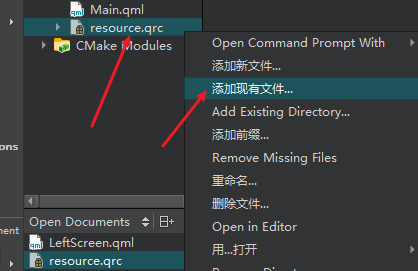 Main.qml
resource.qrc
CMake Modules
Open Command Prompt With
添加新文件...
添加现有文件...
Add Existing Directory...
添加前缀...
Remove Missing Files
重命名...
删除文件...
Open in Editor
用...打开
ons
Open Documents
LeftScreen.qml
resource.qrc